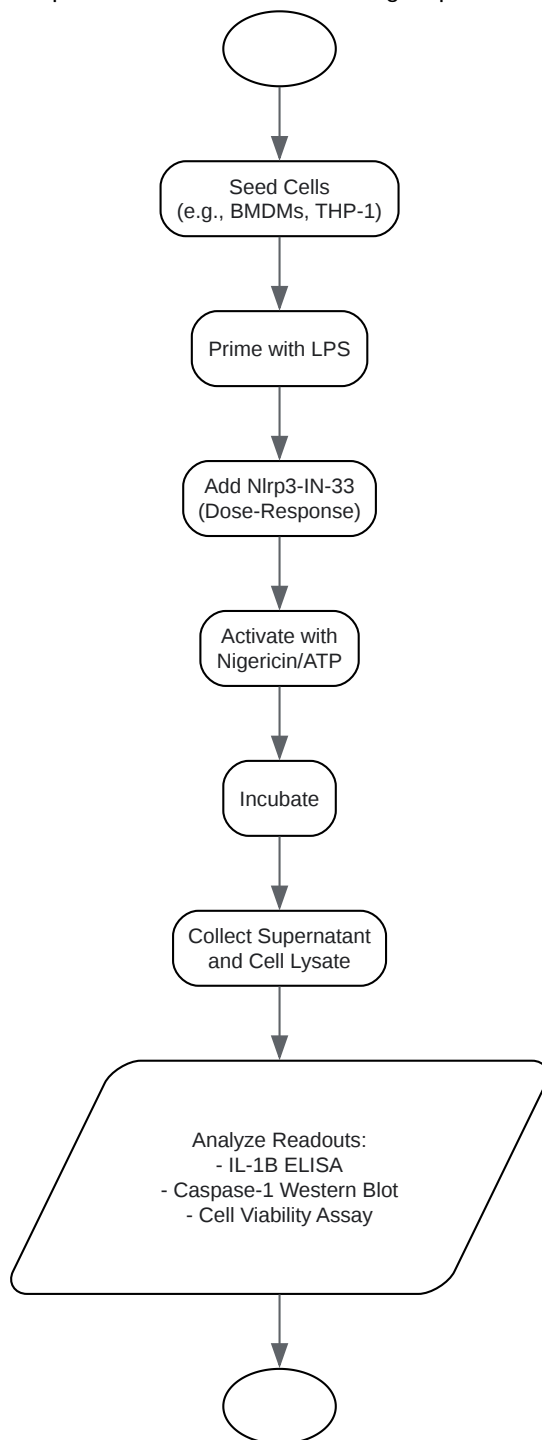 Seed Cells
(e.g., BMDMs, THP-1)
Prime with LPS
Add Nlrp3-IN-33
(Dose-Response)
Activate with
Nigericin/ATP
Incubate
Collect Supernatant
and Cell Lysate
Analyze Readouts:
- IL-1B ELISA
- Caspase-1 Western Blot
- Cell Viability Assay